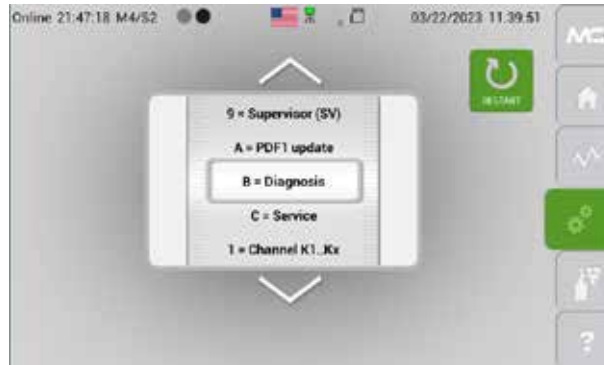 Online 21:47:18 M4/S2
03/22/2023 11.39.51
MC
RESTART
9 = Supervisor (SV)
A = PDF1 update
B = Diagnosis
C = Service
1 = Channel K1..Kx
?